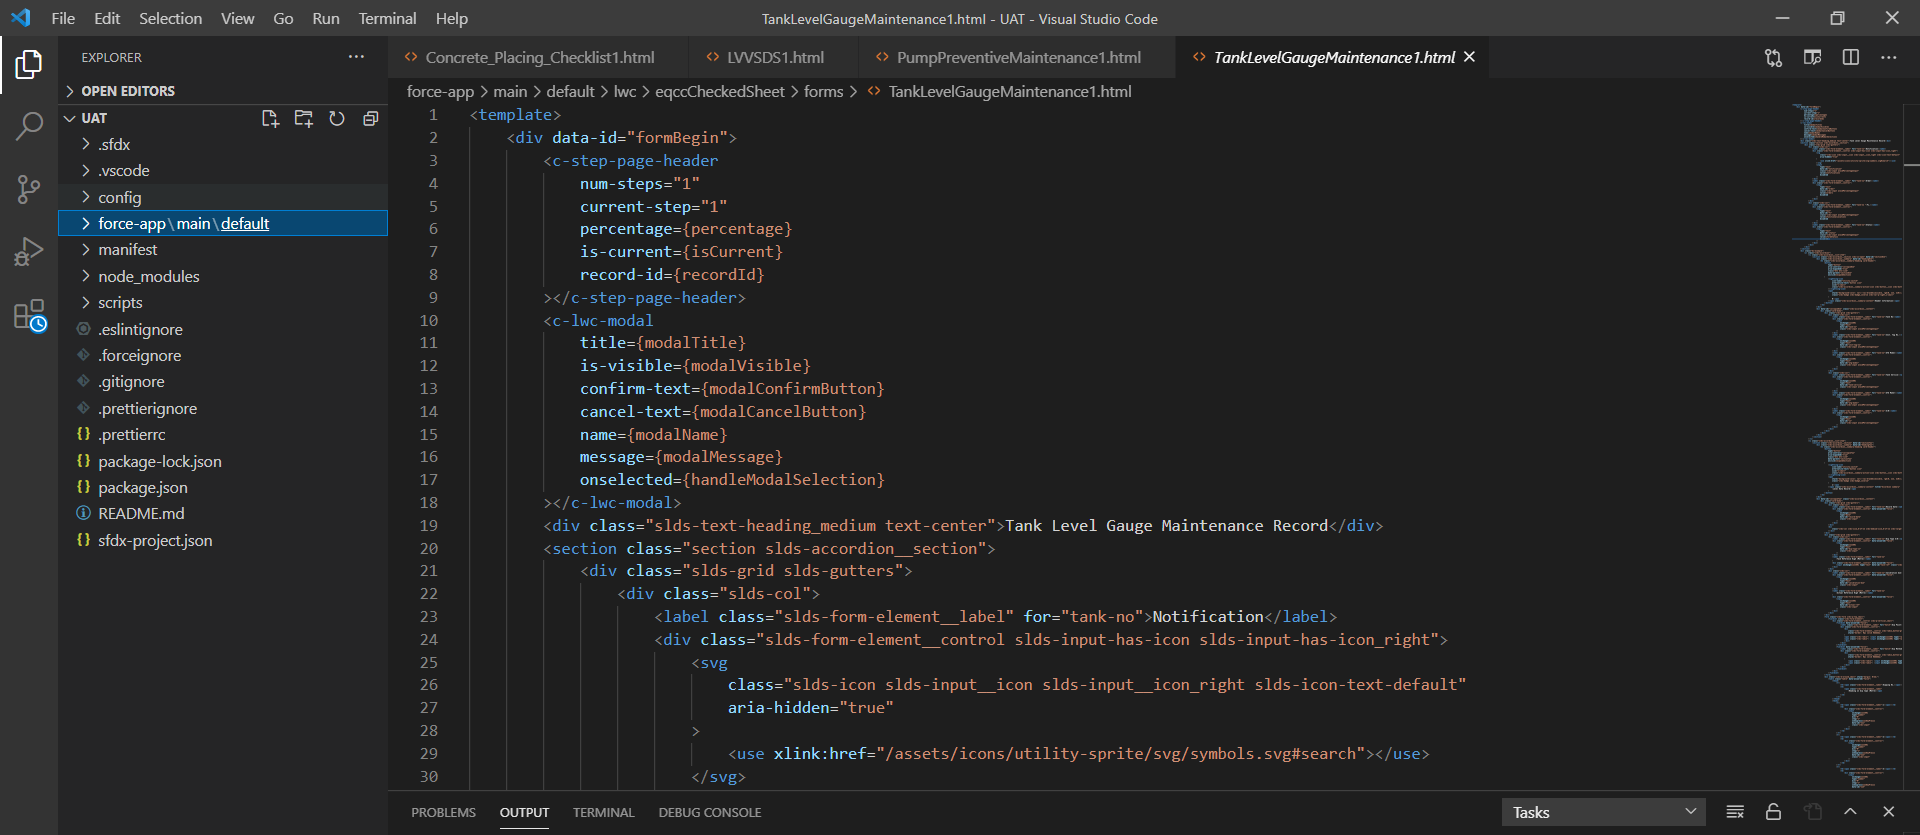 File Edit Selection View Go Run Terminal Help
TankLevelGaugeMaintenance1.html - UAT - Visual Studio Code
EXPLORER
OPEN EDITORS
UAT
.sfdx
.vscode
config
force-app\main\default
manifest
node_modules
scripts
.eslintignore
.forceignore
.gitignore
.prettierignore
.prettierrc
package-lock.json
package.json
README.md
sfdx-project.json
Concrete_Placing_Checklist1.html LVVSDS1.html PumpPreventiveMaintenance1.html TankLevelGaugeMaintenance1.html
force-app > main > default > lwc > eqccCheckedSheet > forms > TankLevelGaugeMaintenance1.html
1 <template>
2 <div data-id="formBegin">
3 <c-step-page-header
4 num-steps="1"
5 current-step="1"
6 percentage={percentage}
7 is-current={isCurrent}
8 record-id={recordId}
9 ></c-step-page-header>
10 <c-lwc-modal
11 title={modalTitle}
12 is-visible={modalVisible}
13 confirm-text={modalConfirmButton}
14 cancel-text={modalCancelButton}
15 name={modalName}
16 message={modalMessage}
17 onselected={handleModalSelection}
18 ></c-lwc-modal>
19 <div class="slds-text-heading_medium text-center">Tank Level Gauge Maintenance Record</div>
20 <section class="section slds-accordion__section">
21 <div class="slds-grid slds-gutters">
22 <div class="slds-col">
23 <label class="slds-form-element__label" for="tank-no">Notification</label>
24 <div class="slds-form-element__control slds-input-has-icon slds-input-has-icon_right">
25 <svg
26 class="slds-icon slds-input__icon slds-input__icon_right slds-icon-text-default"
27 aria-hidden="true"
28 >
29 <use xlink:href="/assets/icons/utility-sprite/svg/symbols.svg#search"></use>
30 </svg>
PROBLEMS OUTPUT TERMINAL DEBUG CONSOLE
Tasks